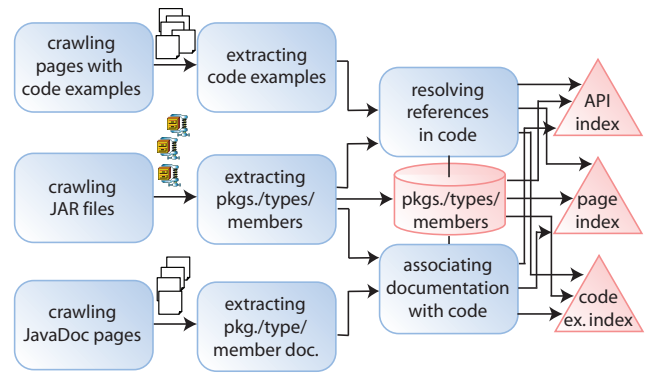 crawling
pages with
code examples
extracting
code examples
resolving
references
in code
API
index
crawling
JAR files
extracting
pkgs./types/
members
pkgs./types/
members
page
index
crawling
JavaDoc pages
extracting
pkg./type/
member doc.
associating
documentation
with code
code
ex. index